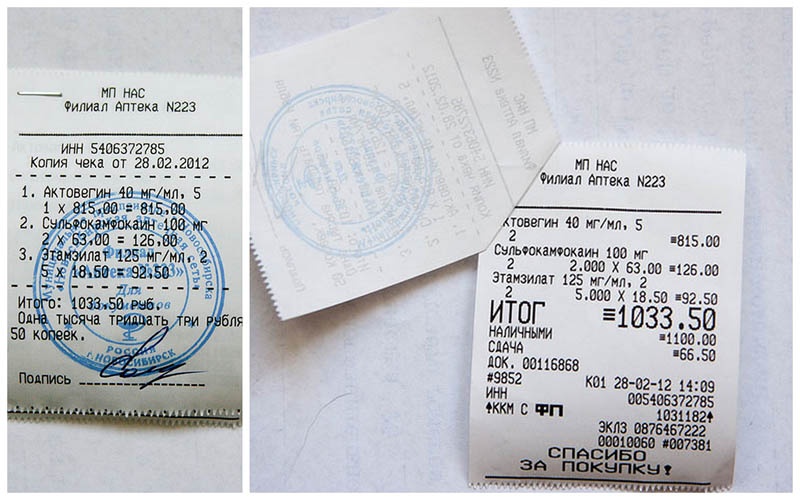 МП НАС
Филиал Аптека N223
ИНН 5406372785
Копия чека от 28.02.2012
1. Актовегин 40 мг/мл, 5
1 X 815.00 = 815.00
2. Сульфокамфокаин 100 мг
2 X 63.00 = 126.00
3. Этамзилат 125 мг/мл, 2
5 X 18.50 = 92.50
Итого: 1033.50 руб.
Одна тысяча тридцать три рубля
50 копеек.
Для
РОССИЯ
г. НОВОСИБИРСК
Подпись
МП НАС
Филиал Аптека N223
ктовегин 40 мг/мл, 5
2 ≡815.00
Сульфокамфокаин 100 мг
2 2.000 X 63.00 ≡126.00
Этамзилат 125 мг/мл, 2
2 5.000 X 18.50 ≡92.50
ИТОГ ≡1033.50
НАЛИЧНЫМИ ≡1100.00
СДАЧА ≡66.50
ДОК. 00116868
#9852 К01 28-02-12 14:09
ИНН 005406372785
↑ККМ С ФП 1031182↑
ЭКЛЗ 0876467222
00010060 #007381
СПАСИБО
ЗА ПОКУПКУ!